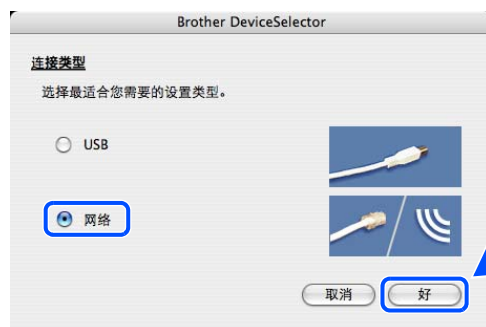 Brother DeviceSelector
连接类型
选择最适合您需要的设置类型。
USB
网络
取消
好